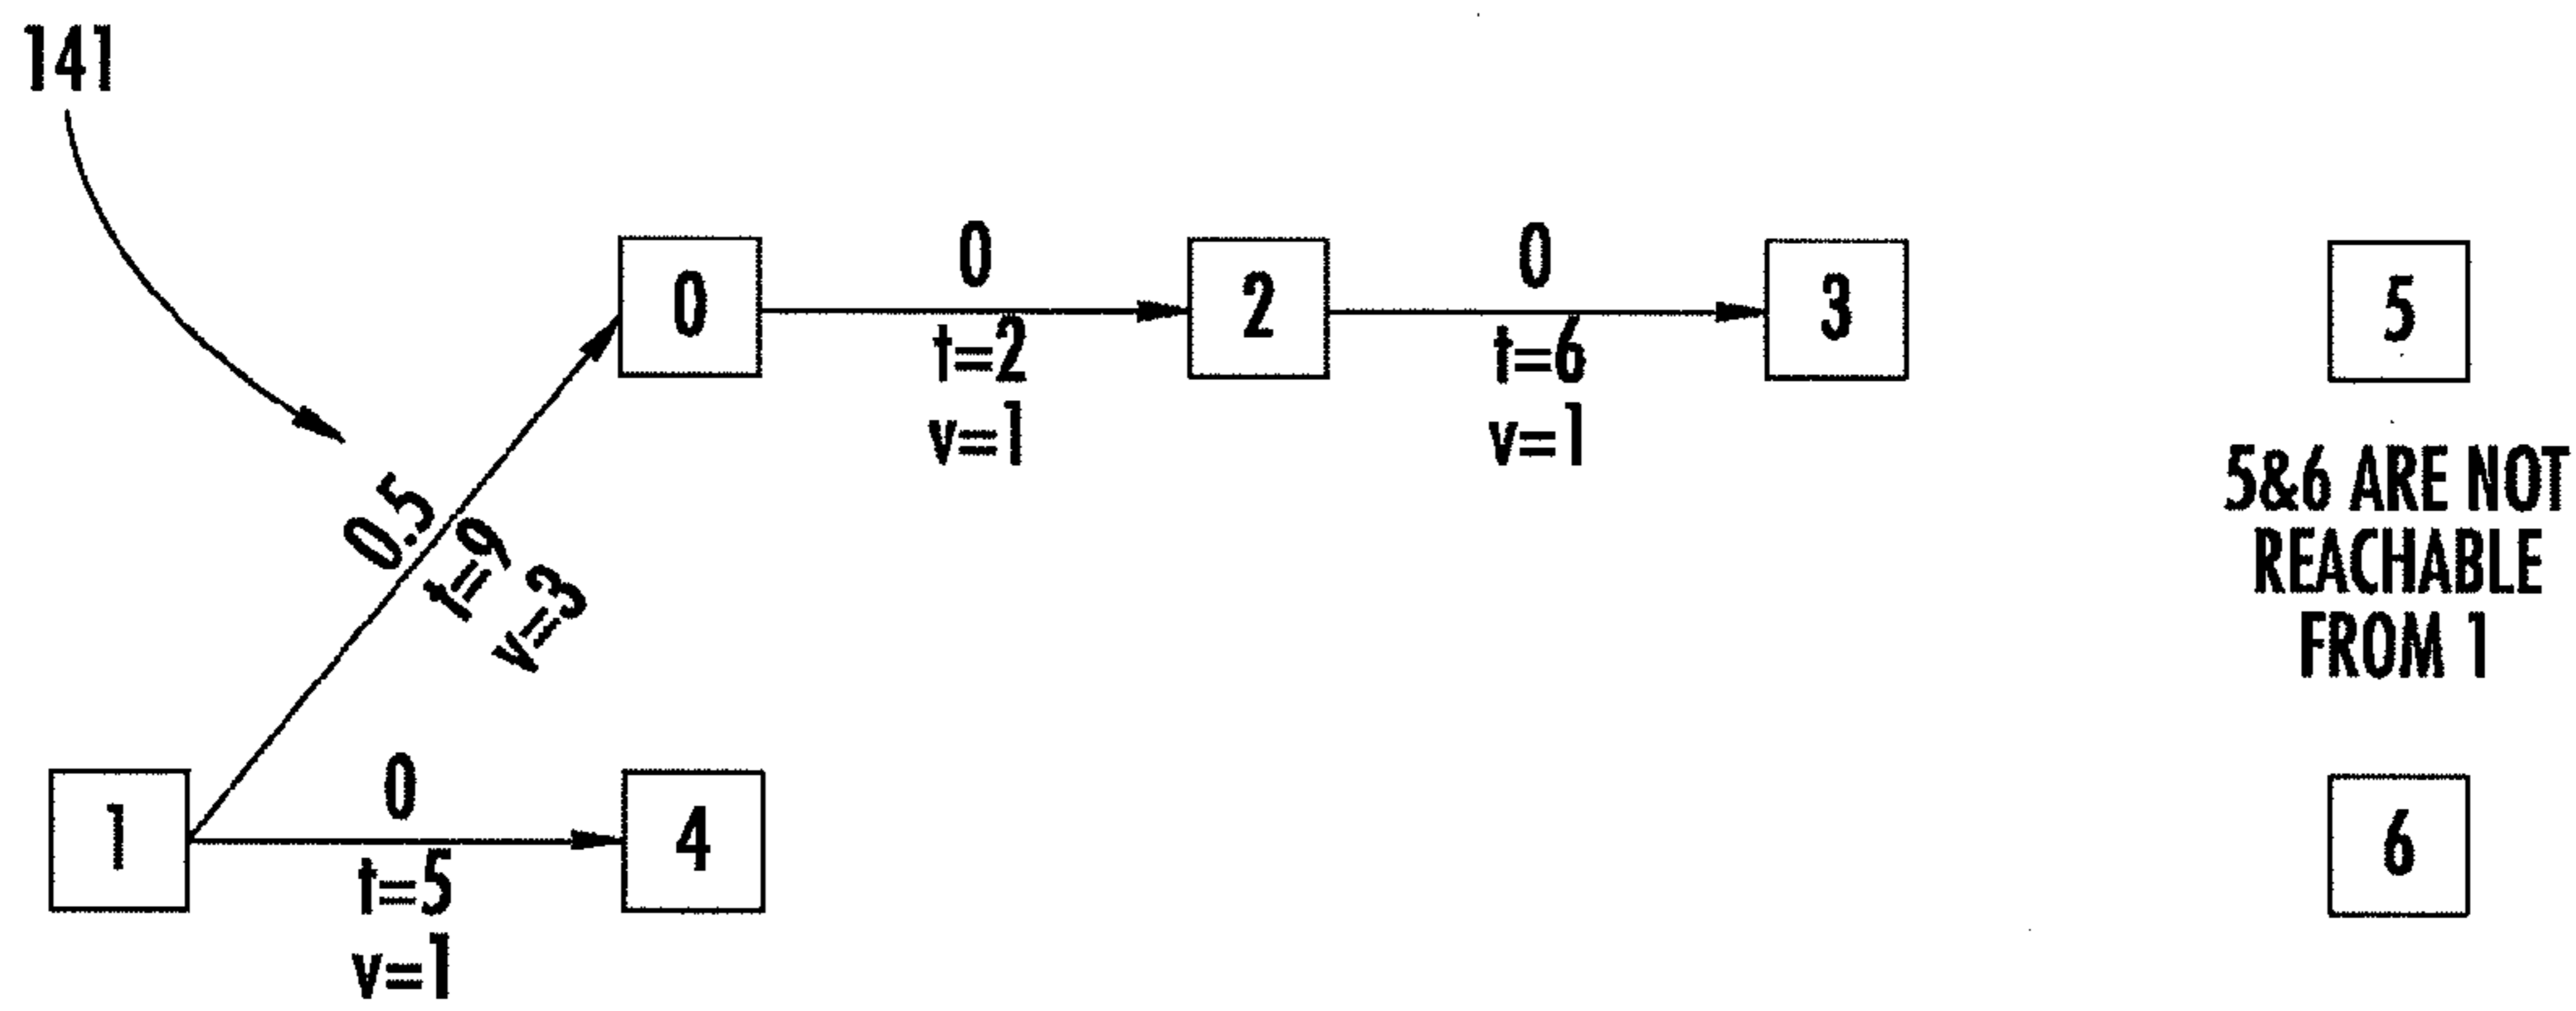 141
0
0
0
2
3
5
t=2
t=6
v=1
v=1
5&6 ARE NOT
REACHABLE
FROM 1
0.5
t=9
v=3
0
1
4
6
t=5
v=1